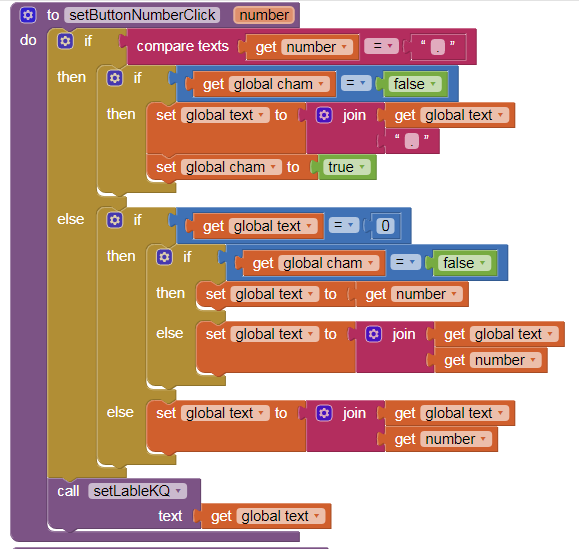 to setButtonNumberClick number
do if compare texts get number = " . "
then if get global cham = false
then set global text to join get global text
" . "
set global cham to true
else if get global text = 0
then if get global cham = false
then set global text to get number
else set global text to join get global text
get number
else set global text to join get global text
get number
call setLableKQ
text get global text